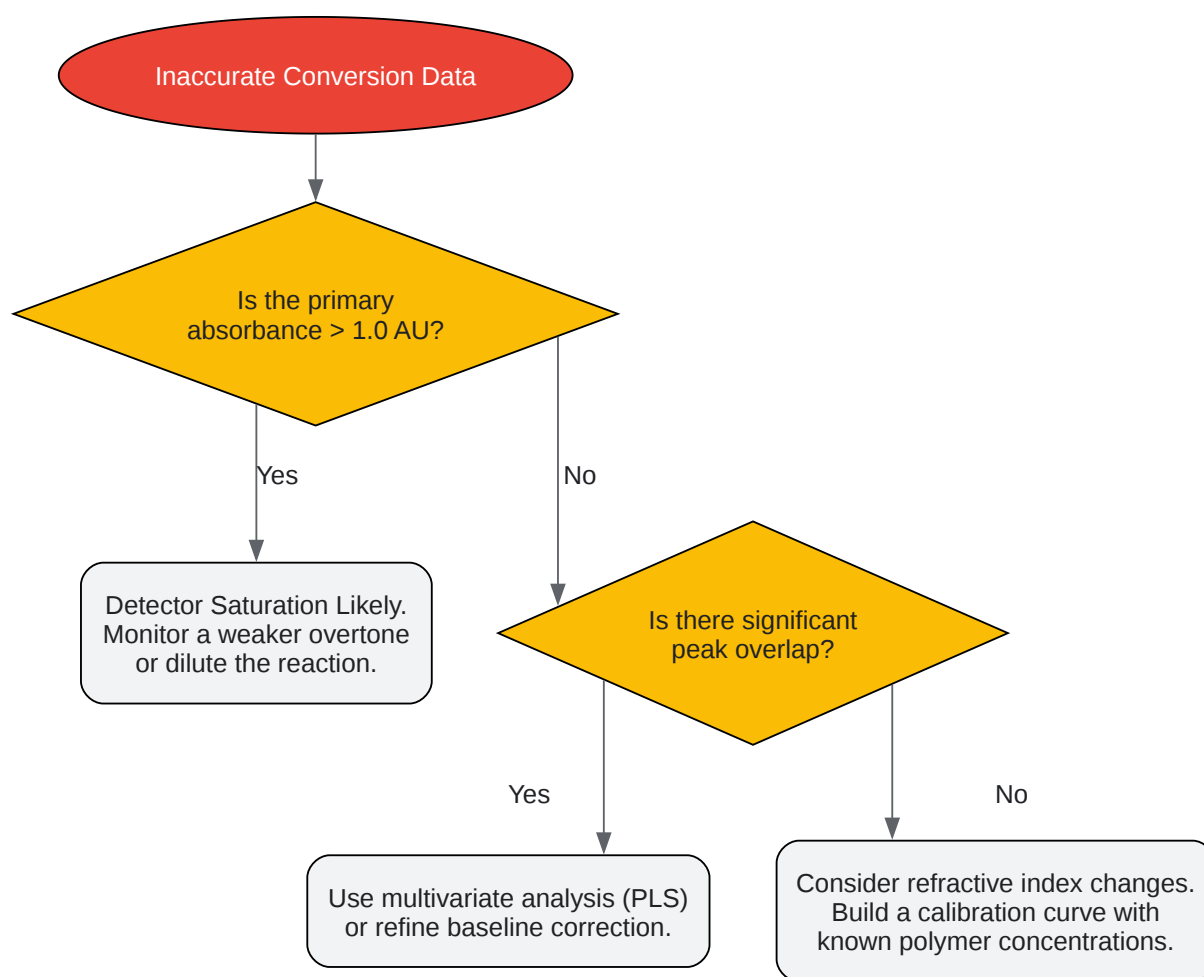 Inaccurate Conversion Data
Is the primary
absorbance > 1.0 AU?
Yes
No
Detector Saturation Likely.
Monitor a weaker overtone
or dilute the reaction.
Is there significant
peak overlap?
Yes
No
Use multivariate analysis (PLS)
or refine baseline correction.
Consider refractive index changes.
Build a calibration curve with
known polymer concentrations.